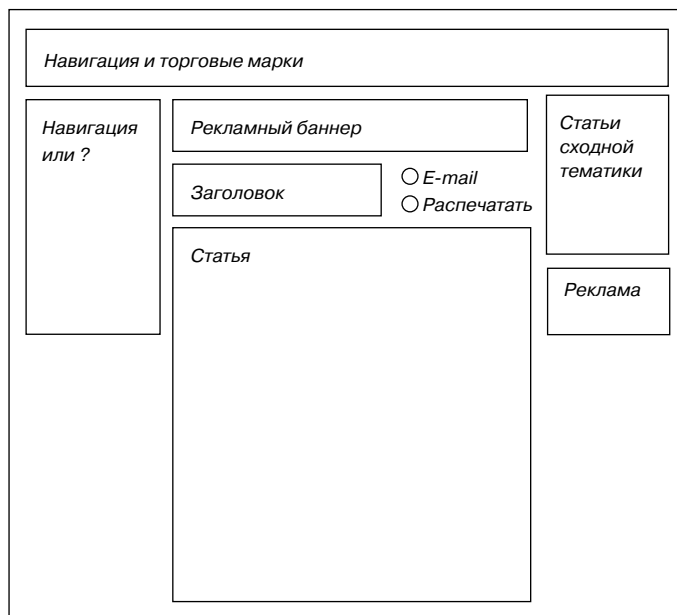 Навигация и торговые марки
Навигация
или ?
Рекламный баннер
Заголовок
E-mail
Распечатать
Статья
Статьи
сходной
тематики
Реклама